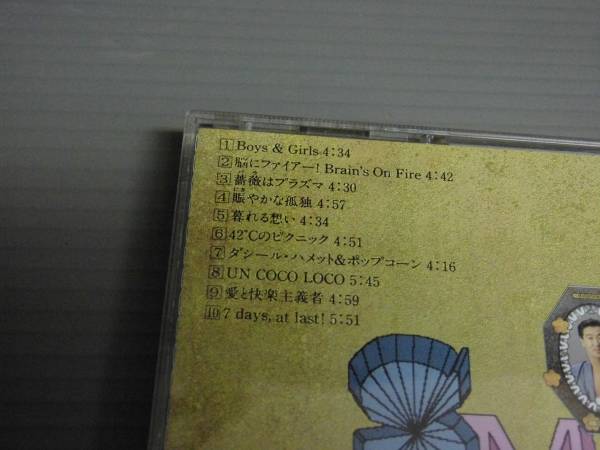 1 Boys & Girls 4:34
2 脳にファイアー! Brain's On Fire 4:42
3 薔薇はプラズマ 4:30
4 賑やかな孤独 4:57
5 暮れる想い 4:34
6 42℃のピクニック 4:51
7 ダシール・ハメット&ポップコーン 4:16
8 UN COCO LOCO 5:45
9 愛と快楽主義者 4:59
10 7 days, at last! 5:51
M